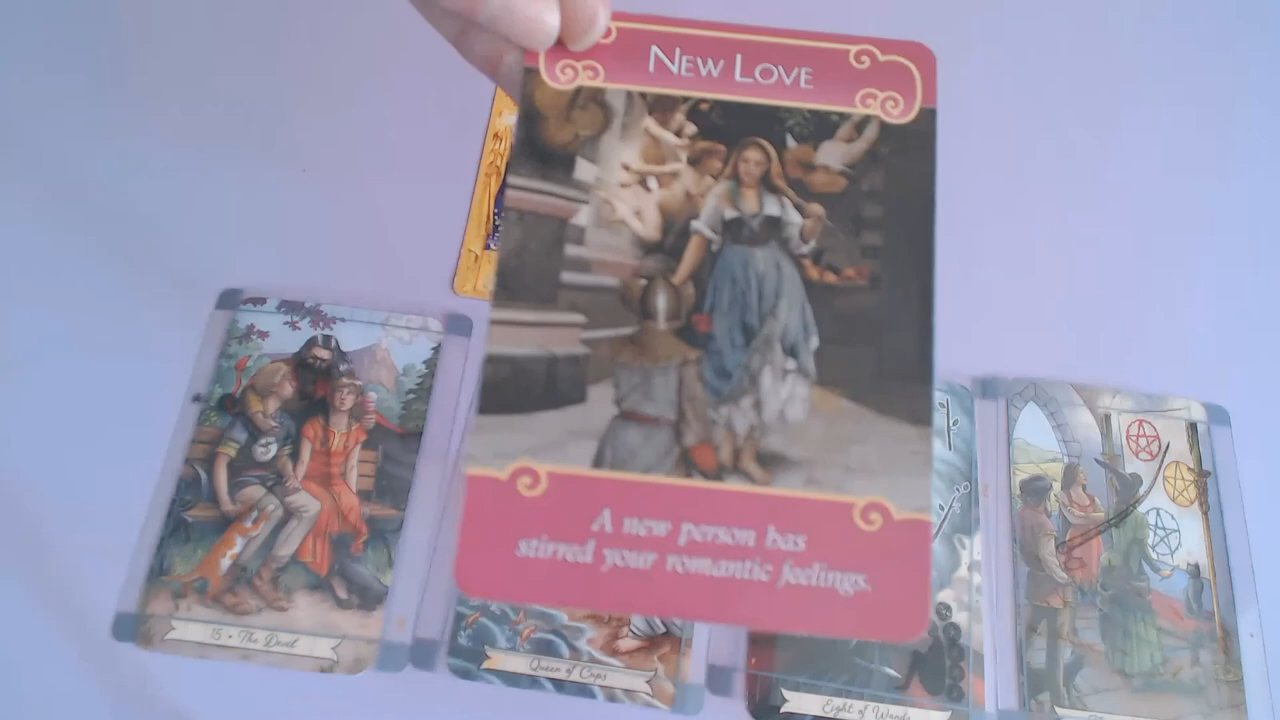 NEW LOVE
A new person has
stirred your romantic feelings.
15 • The Devil
Queen of Cups
Eight of Wands